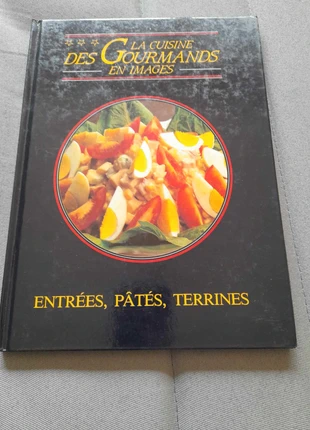 LA CUISINE
DES GOURMANDS
EN IMAGES
ENTRÉES, PÂTÉS, TERRINES